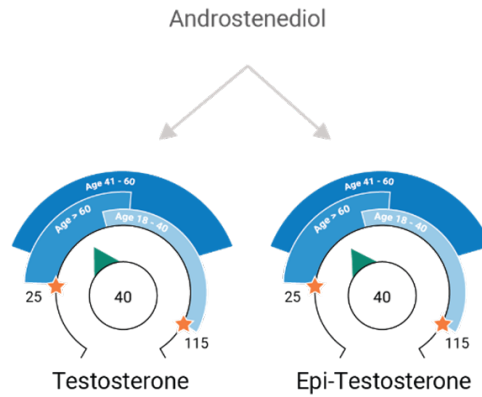 Androstenediol
Age 41 - 60
Age > 60
Age 18 - 40
40
25
115
Testosterone
Age 41 - 60
Age > 60
Age 18 - 40
40
25
115
Epi-Testosterone